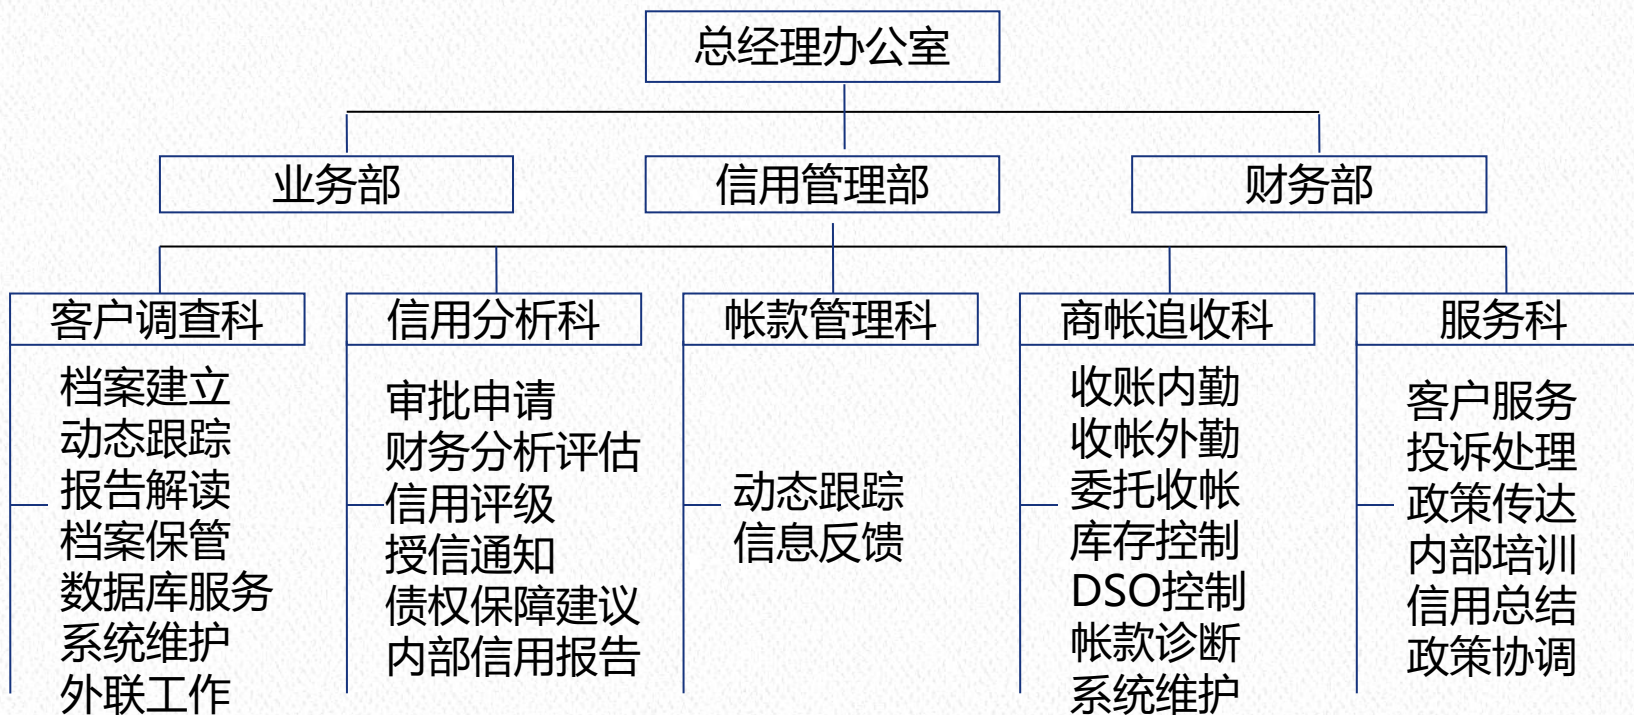 总经理办公室
业务部
信用管理部
财务部
客户调查科
档案建立
动态跟踪
报告解读
档案保管
数据库服务
系统维护
外联工作
信用分析科
审批申请
财务分析评估
信用评级
授信通知
债权保障建议
内部信用报告
帐款管理科
动态跟踪
信息反馈
商帐追收科
收账内勤
收帐外勤
委托收帐
库存控制
DSO控制
帐款诊断
系统维护
服务科
客户服务
投诉处理
政策传达
内部培训
信用总结
政策协调